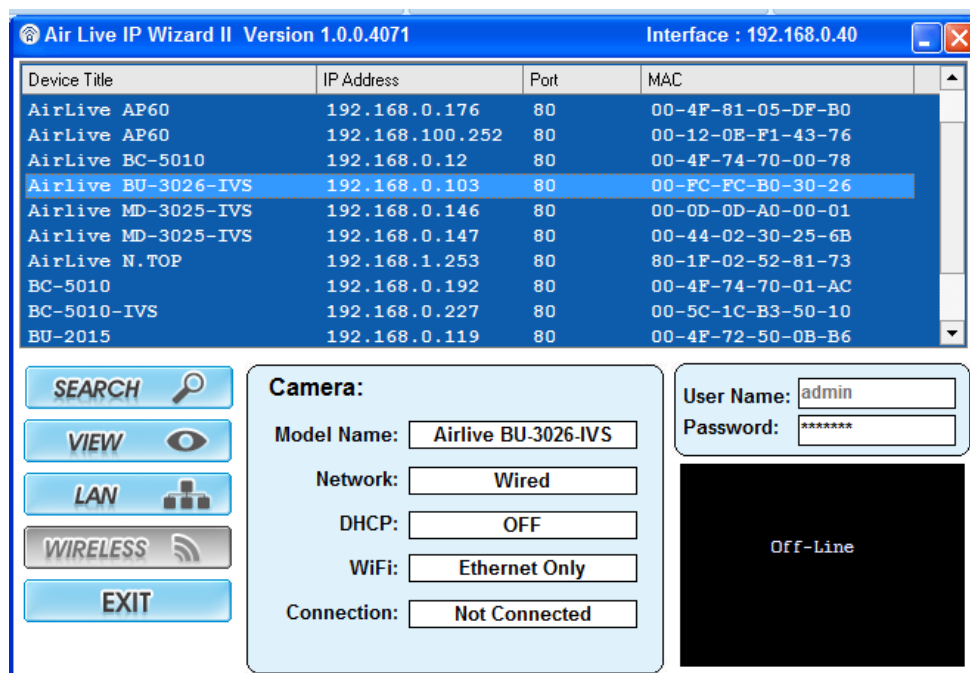 Air Live IP Wizard II Version 1.0.0.4071 Interface : 192.168.0.40
Device Title IP Address Port MAC
AirLive AP60 192.168.0.176 80 00-4F-81-05-DF-B0
AirLive AP60 192.168.100.252 80 00-12-0E-F1-43-76
AirLive BC-5010 192.168.0.12 80 00-4F-74-70-00-78
Airlive BU-3026-IVS 192.168.0.103 80 00-FC-FC-B0-30-26
Airlive MD-3025-IVS 192.168.0.146 80 00-0D-0D-A0-00-01
Airlive MD-3025-IVS 192.168.0.147 80 00-44-02-30-25-6B
AirLive N.TOP 192.168.1.253 80 80-1F-02-52-81-73
BC-5010 192.168.0.192 80 00-4F-74-70-01-AC
BC-5010-IVS 192.168.0.227 80 00-5C-1C-B3-50-10
BU-2015 192.168.0.119 80 00-4F-72-50-0B-B6
SEARCH
VIEW
LAN
WIRELESS
EXIT
Camera:
Model Name: Airlive BU-3026-IVS
Network: Wired
DHCP: OFF
WiFi: Ethernet Only
Connection: Not Connected
User Name: admin
Password: *******
Off-Line